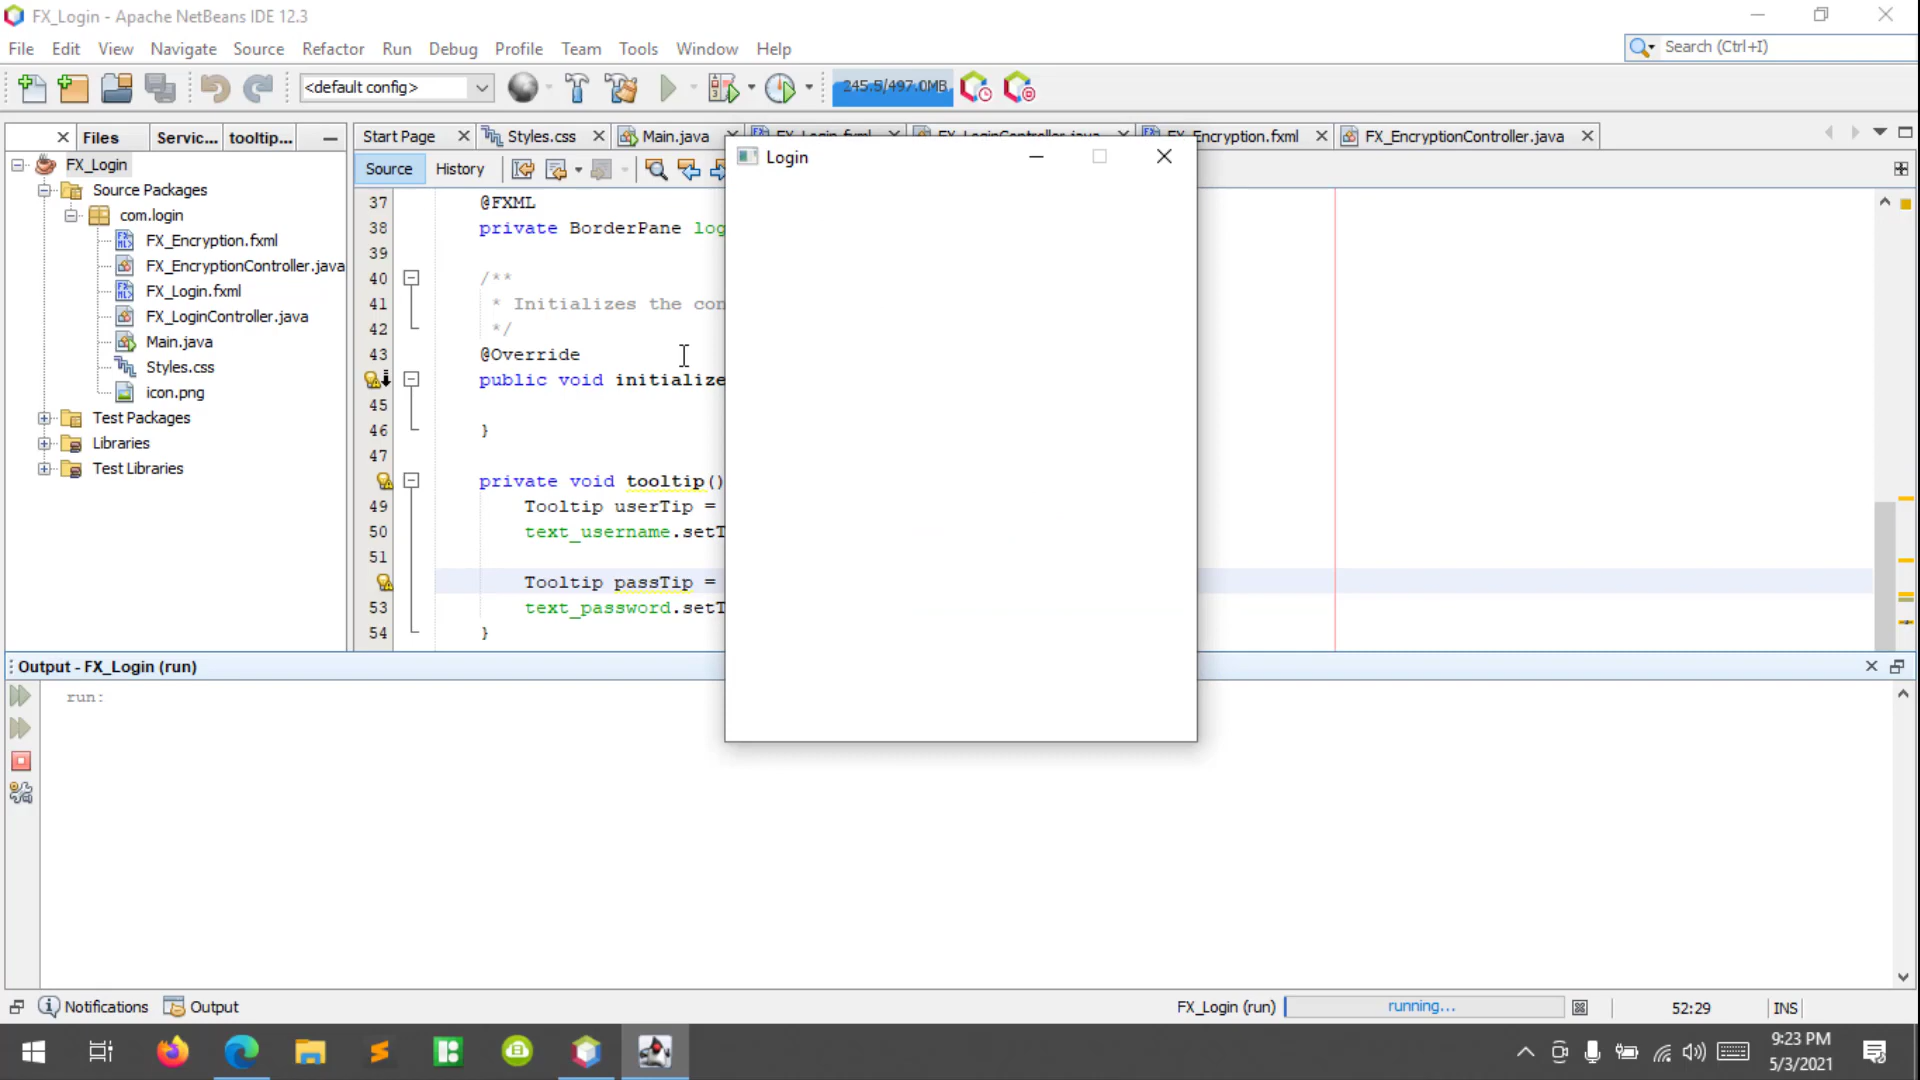 FX_Login - Apache NetBeans IDE 12.3
File Edit View Navigate Source Refactor Run Debug Profile Team Tools Window Help
Search (Ctrl+I)
<default config>
245.5/497.0MB
Files Servic... tooltip...
Start Page Styles.css Main.java FX_Login.fxml FX_LoginController.java FX_Encryption.fxml FX_EncryptionController.java
Source History
Login
FX_Login
Source Packages
com.login
FX_Encryption.fxml
FX_EncryptionController.java
FX_Login.fxml
FX_LoginController.java
Main.java
Styles.css
icon.png
Test Packages
Libraries
Test Libraries
37 @FXML
38 private BorderPane log
39
40 /**
41 * Initializes the con
42 */
43 @Override
public void initialize
45
46 }
47
private void tooltip()
49 Tooltip userTip =
50 text_username.setT
51
Tooltip passTip =
53 text_password.setT
54 }
Output - FX_Login (run)
run:
Notifications Output
FX_Login (run) running... 52:29 INS
9:23 PM
5/3/2021